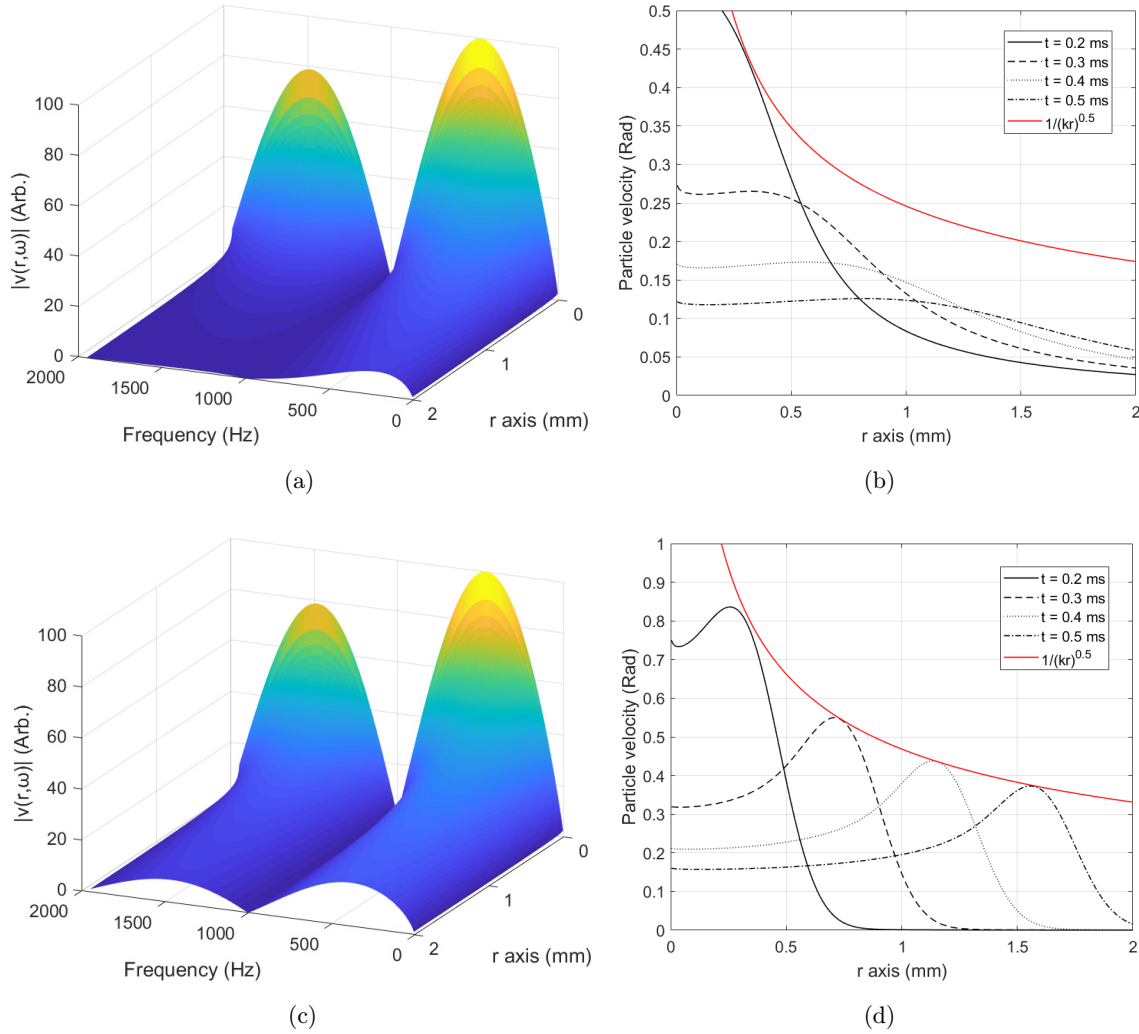 100
80
60
40
20
0
|v(r,ω)| (Arb.)
2000
1500
1000
500
0
Frequency (Hz)
0
1
2
r axis (mm)
(a)
0.5
0.45
0.4
0.35
0.3
0.25
0.2
0.15
0.1
0.05
0
Particle velocity (Rad)
t = 0.2 ms
t = 0.3 ms
t = 0.4 ms
t = 0.5 ms
1/(kr)^0.5
0 0.5 1 1.5 2
r axis (mm)
(b)
100
80
60
40
20
0
|v(r,ω)| (Arb.)
2000
1500
1000
500
0
Frequency (Hz)
0
1
2
r axis (mm)
(c)
1
0.9
0.8
0.7
0.6
0.5
0.4
0.3
0.2
0.1
0
Particle velocity (Rad)
t = 0.2 ms
t = 0.3 ms
t = 0.4 ms
t = 0.5 ms
1/(kr)^0.5
0 0.5 1 1.5 2
r axis (mm)
(d)